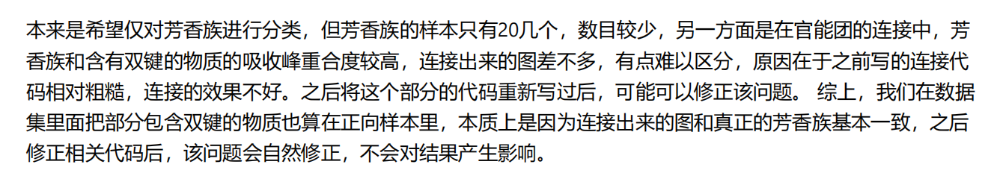 本来是希望仅对芳香族进行分类，但芳香族的样本只有20几个，数目较少，另一方面是在官能团的连接中，芳
香族和含有双键的物质的吸收峰重合度较高，连接出来的图差不多，有点难以区分，原因在于之前写的连接代
码相对粗糙，连接的效果不好。之后将这个部分的代码重新写过后，可能可以修正该问题。 综上，我们在数据
集里面把部分包含双键的物质也算在正向样本里，本质上是因为连接出来的图和真正的芳香族基本一致，之后
修正相关代码后，该问题会自然修正，不会对结果产生影响。